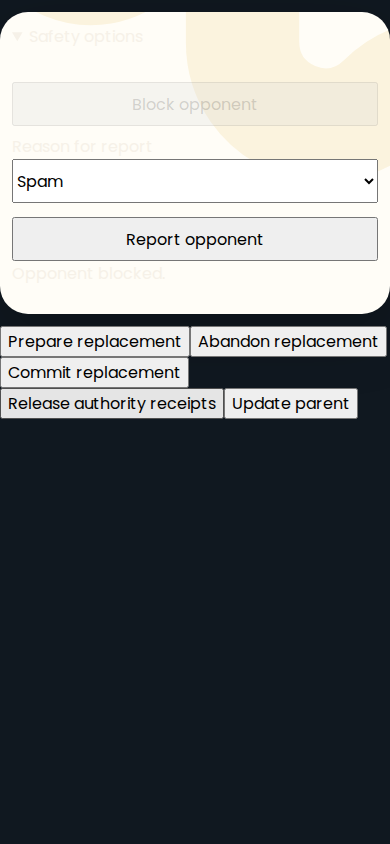 Safety options
Block opponent
Reason for report
Spam
Report opponent
Opponent blocked.
Prepare replacement Abandon replacement
Commit replacement
Release authority receipts Update parent